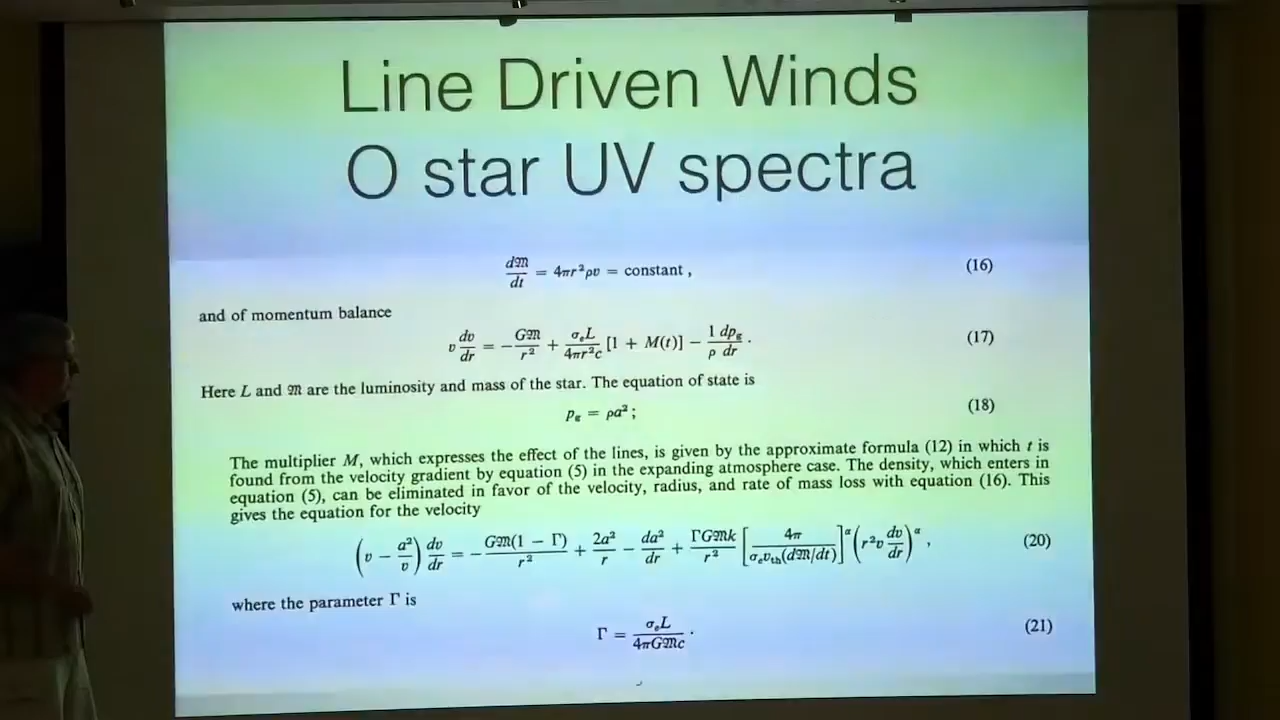 Line Driven Winds
O star UV spectra
d𝔐/dt = 4πr²ρv = constant , (16)
and of momentum balance
v dv/dr = −G𝔐/r² + σₑL/4πr²c [1 + M(t)] − 1/ρ dp_g/dr . (17)
Here L and 𝔐 are the luminosity and mass of the star. The equation of state is
p_g = ρa² ; (18)
The multiplier M, which expresses the effect of the lines, is given by the approximate formula (12) in which t is
found from the velocity gradient by equation (5) in the expanding atmosphere case. The density, which enters in
equation (5), can be eliminated in favor of the velocity, radius, and rate of mass loss with equation (16). This
gives the equation for the velocity
(v − a²/v) dv/dr = −G𝔐(1 − Γ)/r² + 2a²/r − da²/dr + ΓG𝔐k/r² [4π/σₑv_th(d𝔐/dt)]^α (r²v dv/dr)^α , (20)
where the parameter Γ is
Γ = σₑL/4πG𝔐c . (21)